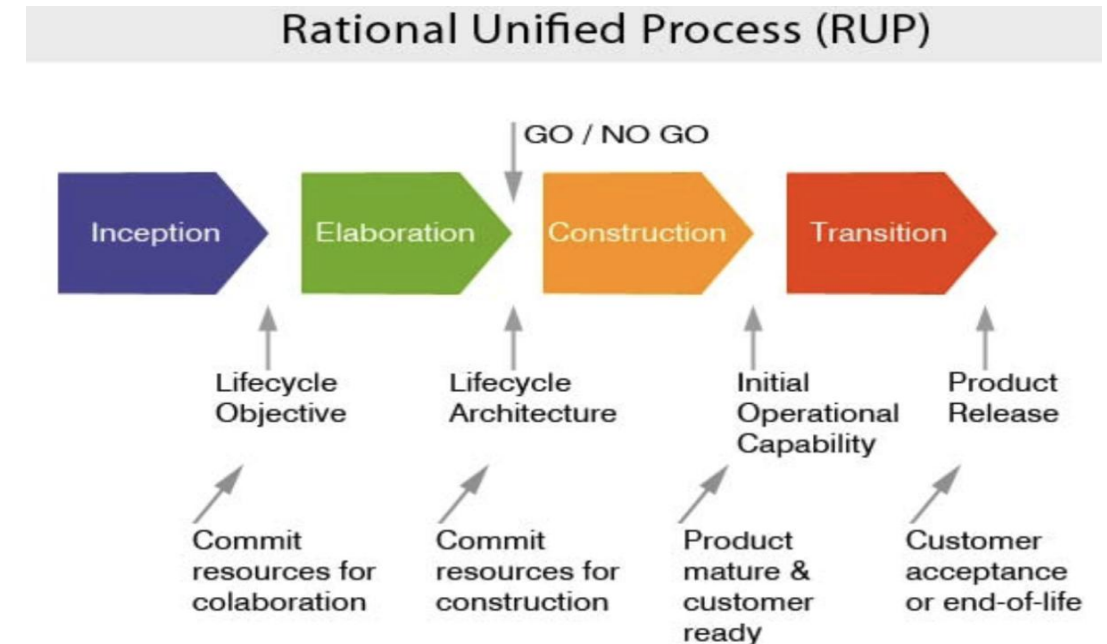 Rational Unified Process (RUP)
GO / NO GO
Inception
Elaboration
Construction
Transition
Lifecycle
Objective
Lifecycle
Architecture
Initial
Operational
Capability
Product
Release
Commit
resources for
colaboration
Commit
resources for
construction
Product
mature &
customer
ready
Customer
acceptance
or end-of-life